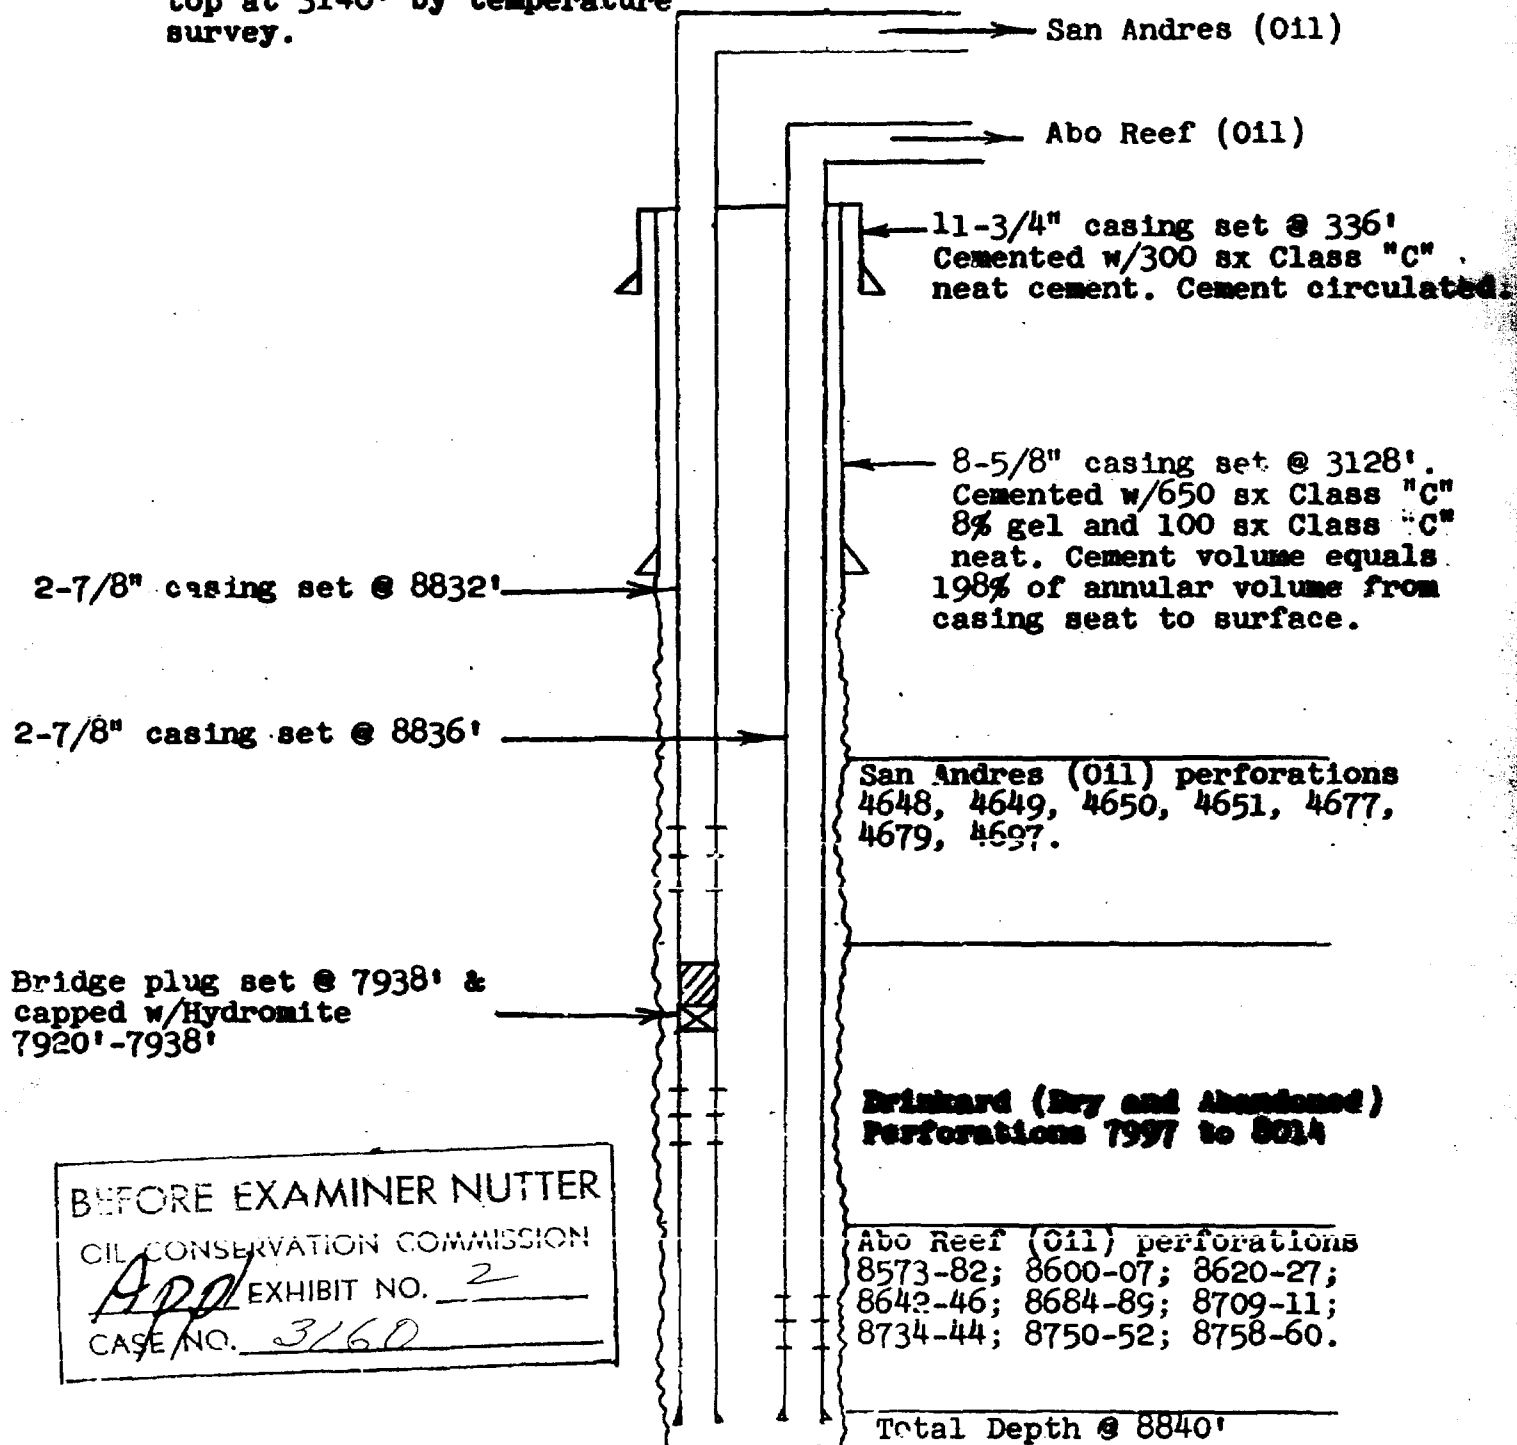 top at 3140' by temperature
survey.
San Andres (Oil)
Abo Reef (Oil)
11-3/4" casing set @ 336'
Cemented w/300 sx Class "C"
neat cement. Cement circulated.
8-5/8" casing set @ 3128'.
Cemented w/650 sx Class "C"
8% gel and 100 sx Class "C"
neat. Cement volume equals
198% of annular volume from
casing seat to surface.
2-7/8" casing set @ 8832'
2-7/8" casing set @ 8836'
San Andres (Oil) perforations
4648, 4649, 4650, 4651, 4677,
4679, 4697.
Bridge plug set @ 7938' &
capped w/Hydromite
7920'-7938'
Drinkard (Dry and Abandoned)
Perforations 7997 to 8014
BEFORE EXAMINER NUTTER
OIL CONSERVATION COMMISSION
App EXHIBIT NO. 2
CASE NO. 3160
Abo Reef (Oil) perforations
8573-82; 8600-07; 8620-27;
8642-46; 8684-89; 8709-11;
8734-44; 8750-52; 8758-60.
Total Depth @ 8840'